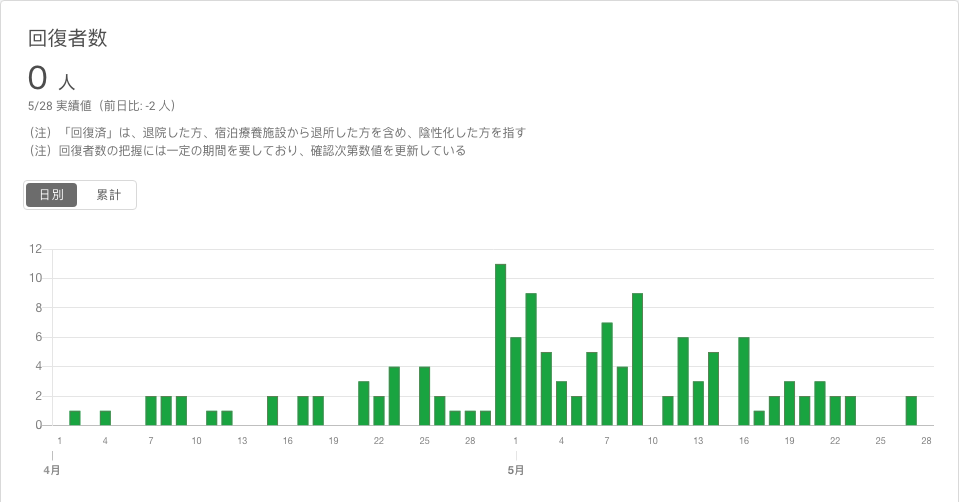 回復者数
0 人
5/28 実績値（前日比: -2 人）
（注）「回復済」は、退院した方、宿泊療養施設から退所した方を含め、陰性化した方を指す
（注）回復者数の把握には一定の期間を要しており、確認次第数値を更新している
日別 累計
12
10
8
6
4
2
0
1 4 7 10 13 16 19 22 25 28 1 4 7 10 13 16 19 22 25 28
4月 5月